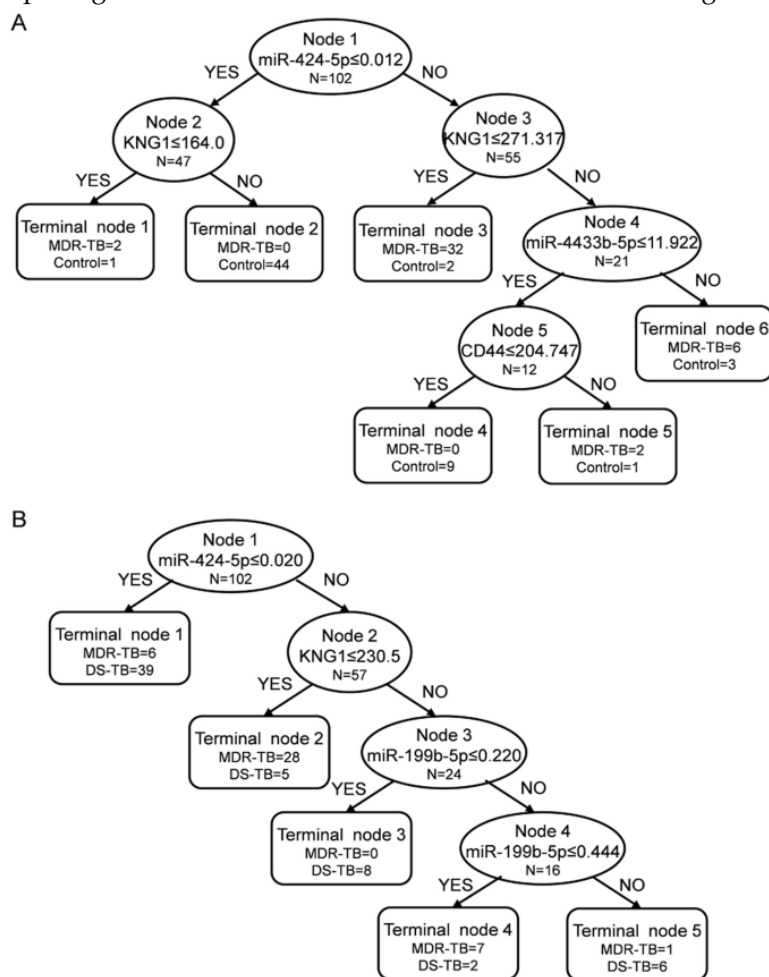 A
Node 1
miR-424-5p≤0.012
N=102
YES
NO
Node 2
KNG1≤164.0
N=47
Node 3
KNG1≤271.317
N=55
YES
NO
YES
NO
Terminal node 1
MDR-TB=2
Control=1
Terminal node 2
MDR-TB=0
Control=44
Terminal node 3
MDR-TB=32
Control=2
Node 4
miR-4433b-5p≤11.922
N=21
YES
NO
Node 5
CD44≤204.747
N=12
Terminal node 6
MDR-TB=6
Control=3
YES
NO
Terminal node 4
MDR-TB=0
Control=9
Terminal node 5
MDR-TB=2
Control=1
B
Node 1
miR-424-5p≤0.020
N=102
YES
NO
Terminal node 1
MDR-TB=6
DS-TB=39
Node 2
KNG1≤230.5
N=57
YES
NO
Terminal node 2
MDR-TB=28
DS-TB=5
Node 3
miR-199b-5p≤0.220
N=24
YES
NO
Terminal node 3
MDR-TB=0
DS-TB=8
Node 4
miR-199b-5p≤0.444
N=16
YES
NO
Terminal node 4
MDR-TB=7
DS-TB=2
Terminal node 5
MDR-TB=1
DS-TB=6